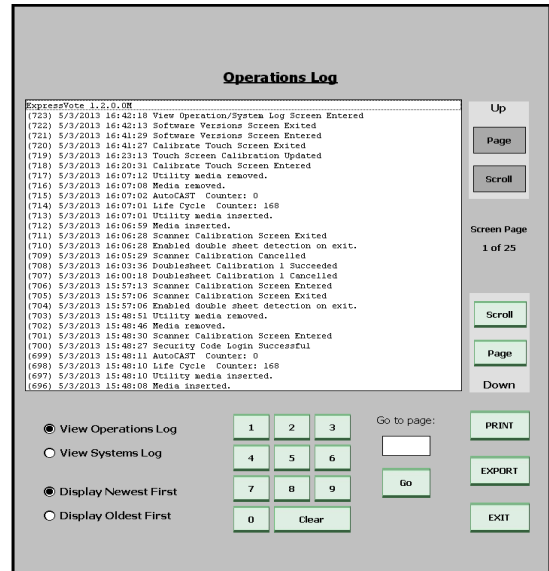 Operations Log
ExpressVote 1.2.0.0M
(723) 5/3/2013 16:42:18 View Operation/System Log Screen Entered
(722) 5/3/2013 16:42:13 Software Versions Screen Exited
(721) 5/3/2013 16:41:29 Software Versions Screen Entered
(720) 5/3/2013 16:41:27 Calibrate Touch Screen Exited
(719) 5/3/2013 16:23:13 Touch Screen Calibration Updated
(718) 5/3/2013 16:20:31 Calibrate Touch Screen Entered
(717) 5/3/2013 16:07:12 Utility media removed.
(716) 5/3/2013 16:07:08 Media removed.
(715) 5/3/2013 16:07:02 AutoCAST Counter: 0
(714) 5/3/2013 16:07:01 Life Cycle Counter: 168
(713) 5/3/2013 16:07:01 Utility media inserted.
(712) 5/3/2013 16:06:59 Media inserted.
(711) 5/3/2013 16:06:28 Scanner Calibration Screen Exited
(710) 5/3/2013 16:06:28 Enabled double sheet detection on exit.
(709) 5/3/2013 16:05:29 Scanner Calibration Cancelled
(708) 5/3/2013 16:03:36 Doublesheet Calibration 1 Succeeded
(707) 5/3/2013 16:00:18 Doublesheet Calibration 1 Cancelled
(706) 5/3/2013 15:57:13 Scanner Calibration Screen Entered
(705) 5/3/2013 15:57:06 Scanner Calibration Screen Exited
(704) 5/3/2013 15:57:06 Enabled double sheet detection on exit.
(703) 5/3/2013 15:48:51 Utility media removed.
(702) 5/3/2013 15:48:46 Media removed.
(701) 5/3/2013 15:48:30 Scanner Calibration Screen Entered
(700) 5/3/2013 15:48:27 Security Code Login Successful
(699) 5/3/2013 15:48:11 AutoCAST Counter: 0
(698) 5/3/2013 15:48:10 Life Cycle Counter: 168
(697) 5/3/2013 15:48:10 Utility media inserted.
(696) 5/3/2013 15:48:08 Media inserted.
Up
Page
Scroll
Screen Page
1 of 25
Scroll
Page
Down
View Operations Log
View Systems Log
Display Newest First
Display Oldest First
1 2 3
4 5 6
7 8 9
0 Clear
Go to page:
Go
PRINT
EXPORT
EXIT